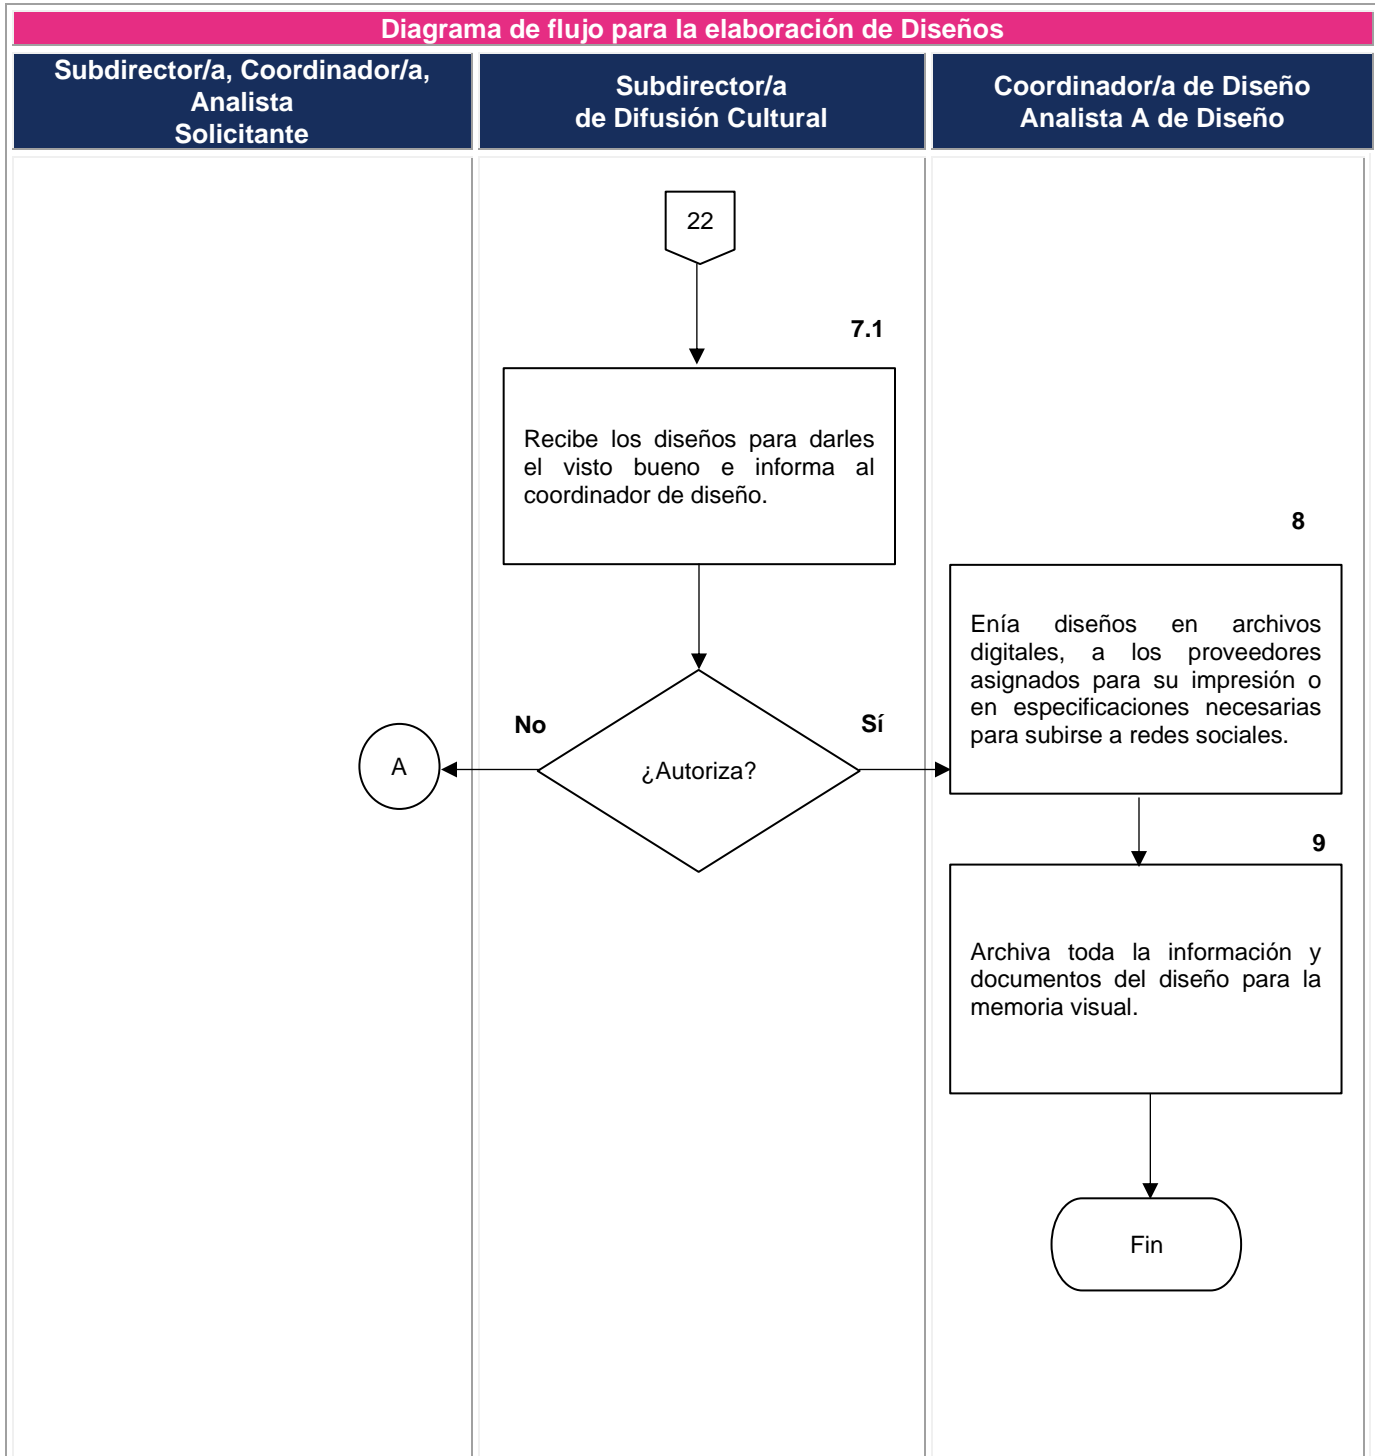 Diagrama de flujo para la elaboración de Diseños
Subdirector/a, Coordinador/a,
Analista
Solicitante
Subdirector/a
de Difusión Cultural
Coordinador/a de Diseño
Analista A de Diseño
22
7.1
Recibe los diseños para darles
el visto bueno e informa al
coordinador de diseño.
8
Enía diseños en archivos
digitales, a los proveedores
asignados para su impresión o
en especificaciones necesarias
para subirse a redes sociales.
No
Sí
A
¿Autoriza?
9
Archiva toda la información y
documentos del diseño para la
memoria visual.
Fin